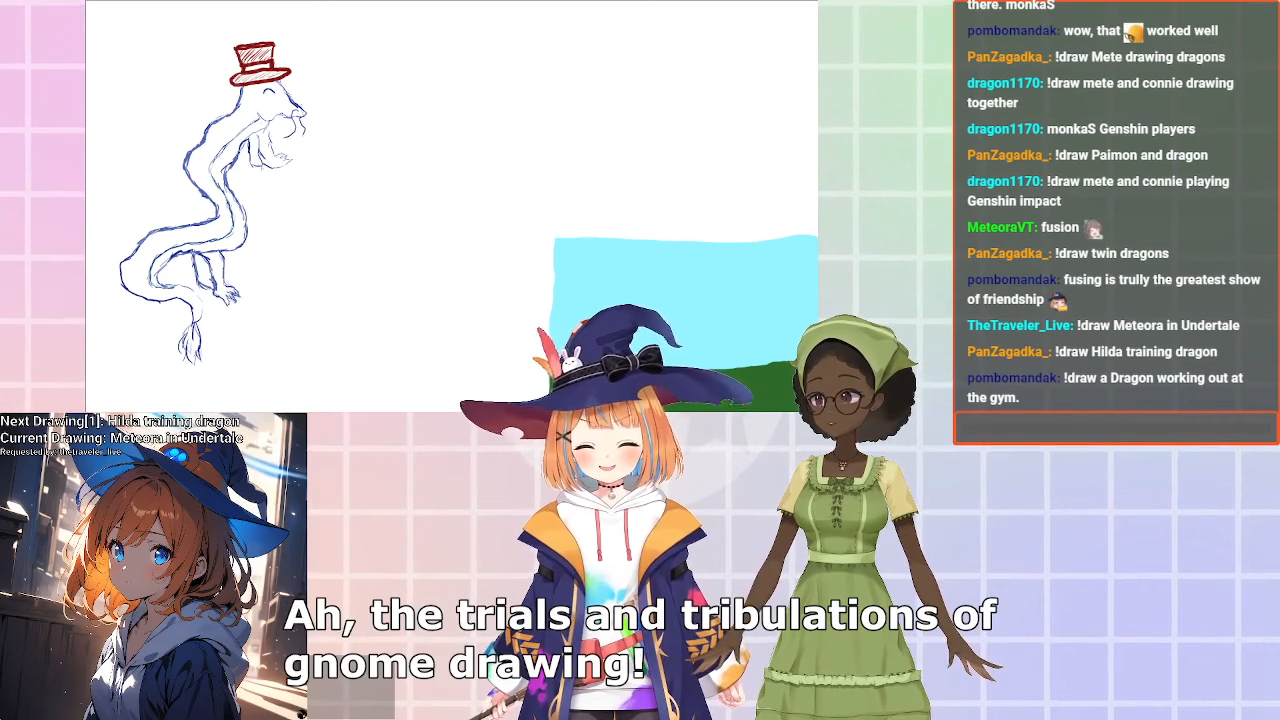 there. monkaS
pombomandak: wow, that worked well
PanZagadka_: !draw Mete drawing dragons
dragon1170: !draw mete and connie drawing
together
dragon1170: monkaS Genshin players
PanZagadka_: !draw Paimon and dragon
dragon1170: !draw mete and connie playing
Genshin impact
MeteoraVT: fusion
PanZagadka_: !draw twin dragons
pombomandak: fusing is trully the greatest show
of friendship
TheTraveler_Live: !draw Meteora in Undertale
PanZagadka_: !draw Hilda training dragon
pombomandak: !draw a Dragon working out at
the gym.
Next Drawing[1]: Hilda training dragon
Current Drawing: Meteora in Undertale
Requested by: thetraveler_live
Ah, the trials and tribulations of
gnome drawing!